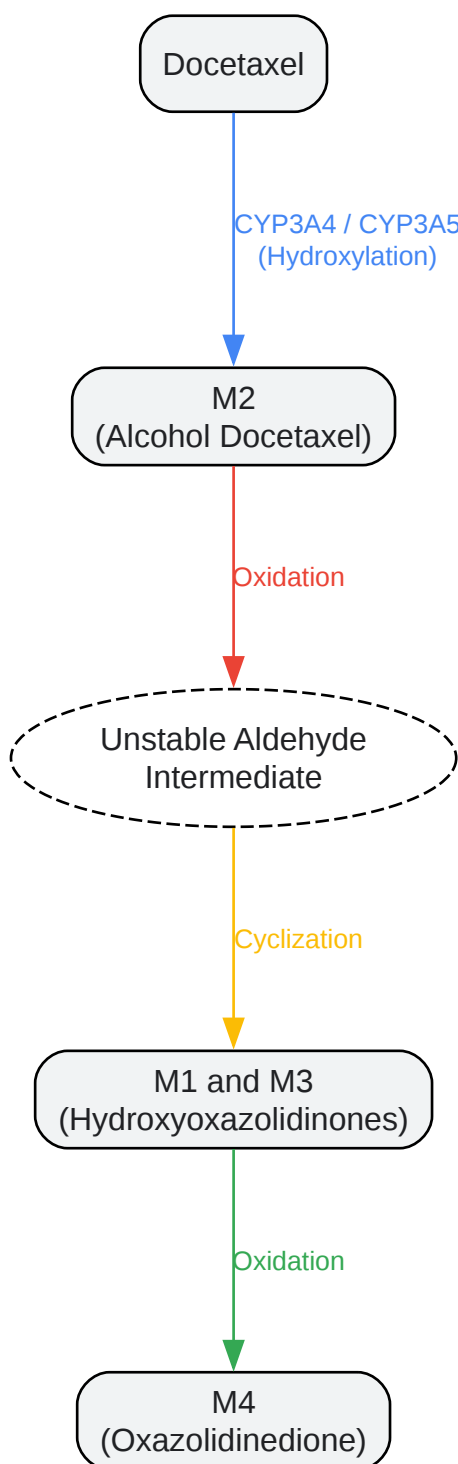 Docetaxel
CYP3A4 / CYP3A5
(Hydroxylation)
M2
(Alcohol Docetaxel)
Oxidation
Unstable Aldehyde
Intermediate
Cyclization
M1 and M3
(Hydroxyoxazolidinones)
Oxidation
M4
(Oxazolidinedione)